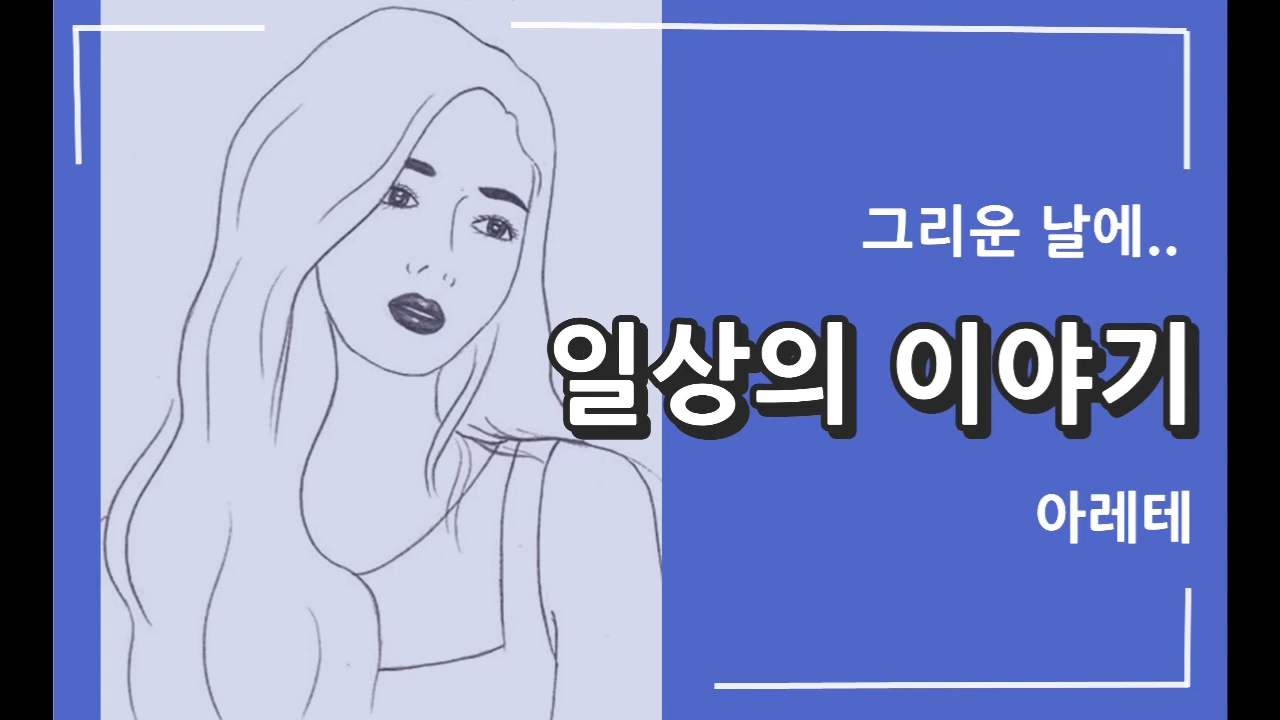 그리운 날에..
일상의 이야기
아레테